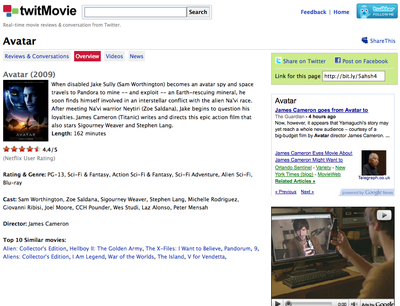 twitMovie
Search
Feedback | Home
FOLLOW ME ON twitter
Real-time movie reviews & conversation from Twitter.
Avatar
ShareThis
Reviews & Conversations Overview Videos News
Share on Twitter Post on Facebook
Link for this page: http://bit.ly/5ahsh4
Avatar (2009)
When disabled Jake Sully (Sam Worthington) becomes an avatar spy and space
travels to Pandora to mine -- and exploit -- an Earth-rescuing mineral, he
soon finds himself involved in an interstellar conflict with the alien Na'vi race.
After meeting Na'vi warrior Neytiri (Zoe Saldana), Jake begins to question his
loyalties. James Cameron (Titanic) writes and directs this epic action film that
also stars Sigourney Weaver and Stephen Lang.
Length: 162 minutes
AVATAR
4.4/5
(Netflix User Rating)
Rating & Genre: PG-13, Sci-Fi & Fantasy, Action Sci-Fi & Fantasy, Sci-Fi Adventure, Alien Sci-Fi,
Blu-ray
Cast: Sam Worthington, Zoe Saldana, Sigourney Weaver, Stephen Lang, Michelle Rodriguez,
Giovanni Ribisi, Joel Moore, CCH Pounder, Wes Studi, Laz Alonso, Peter Mensah
Director: James Cameron
Top 10 Similar movies:
Alien: Collector's Edition, Hellboy II: The Golden Army, The X-Files: I Want to Believe, Pandorum, 9,
Aliens: Collector's Edition, I Am Legend, War of the Worlds, The Island, V for Vendetta,
Avatar
James Cameron goes from Avatar to
The Guardian - 4 hours ago
Now, however, it appears that Yamaguchi's story may
yet reach a whole new audience – courtesy of a
big-budget film by Avatar director James Cameron. ...
James Cameron Eyes Movie About
James Cameron Might Want to
Orlando Sentinel - Variety - New
York Times (blog) - MovieWeb
Related Articles »
Telegraph.co.uk
« Previous Next »
powered by Google News